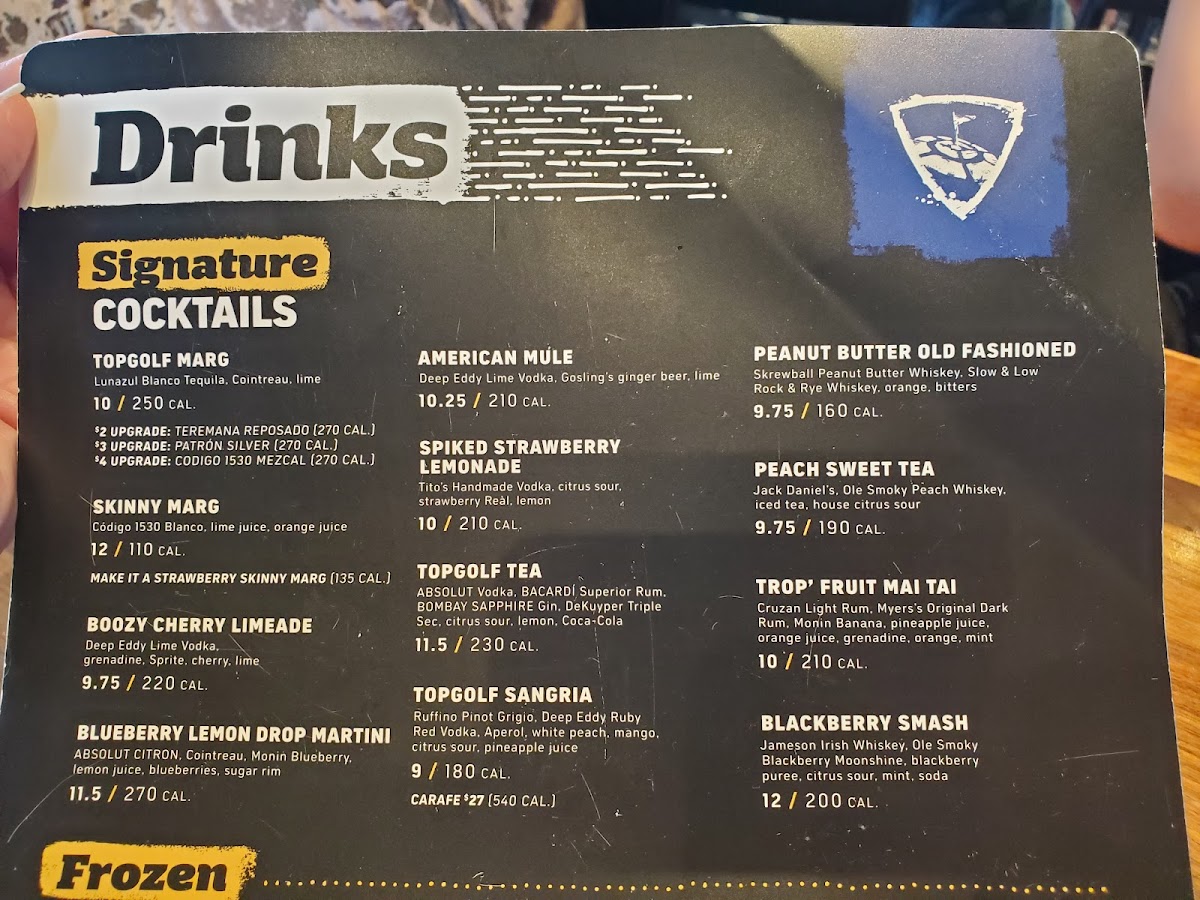 Drinks
Signature
COCKTAILS
TOPGOLF MARG
Lunazul Blanco Tequila, Cointreau, lime
10 / 250 CAL.
$2 UPGRADE: TEREMANA REPOSADO (270 CAL.)
$3 UPGRADE: PATRÓN SILVER (270 CAL.)
$4 UPGRADE: CODIGO 1530 MEZCAL (270 CAL.)
SKINNY MARG
Código 1530 Blanco, lime juice, orange juice
12 / 110 CAL.
MAKE IT A STRAWBERRY SKINNY MARG (135 CAL.)
BOOZY CHERRY LIMEADE
Deep Eddy Lime Vodka,
grenadine, Sprite, cherry, lime
9.75 / 220 CAL.
BLUEBERRY LEMON DROP MARTINI
ABSOLUT CITRON, Cointreau, Monin Blueberry,
lemon juice, blueberries, sugar rim
11.5 / 270 CAL.
AMERICAN MULE
Deep Eddy Lime Vodka, Gosling's ginger beer, lime
10.25 / 210 CAL.
SPIKED STRAWBERRY
LEMONADE
Tito's Handmade Vodka, citrus sour,
strawberry Reàl, lemon
10 / 210 CAL.
TOPGOLF TEA
ABSOLUT Vodka, BACARDÍ Superior Rum,
BOMBAY SAPPHIRE Gin, DeKuyper Triple
Sec, citrus sour, lemon, Coca-Cola
11.5 / 230 CAL.
TOPGOLF SANGRIA
Ruffino Pinot Grigio, Deep Eddy Ruby
Red Vodka, Aperol, white peach, mango,
citrus sour, pineapple juice
9 / 180 CAL.
CARAFE $27 (540 CAL.)
PEANUT BUTTER OLD FASHIONED
Skrewball Peanut Butter Whiskey, Slow & Low
Rock & Rye Whiskey, orange, bitters
9.75 / 160 CAL.
PEACH SWEET TEA
Jack Daniel's, Ole Smoky Peach Whiskey,
iced tea, house citrus sour
9.75 / 190 CAL.
TROP' FRUIT MAI TAI
Cruzan Light Rum, Myers's Original Dark
Rum, Monin Banana, pineapple juice,
orange juice, grenadine, orange, mint
10 / 210 CAL.
BLACKBERRY SMASH
Jameson Irish Whiskey, Ole Smoky
Blackberry Moonshine, blackberry
puree, citrus sour, mint, soda
12 / 200 CAL.
Frozen